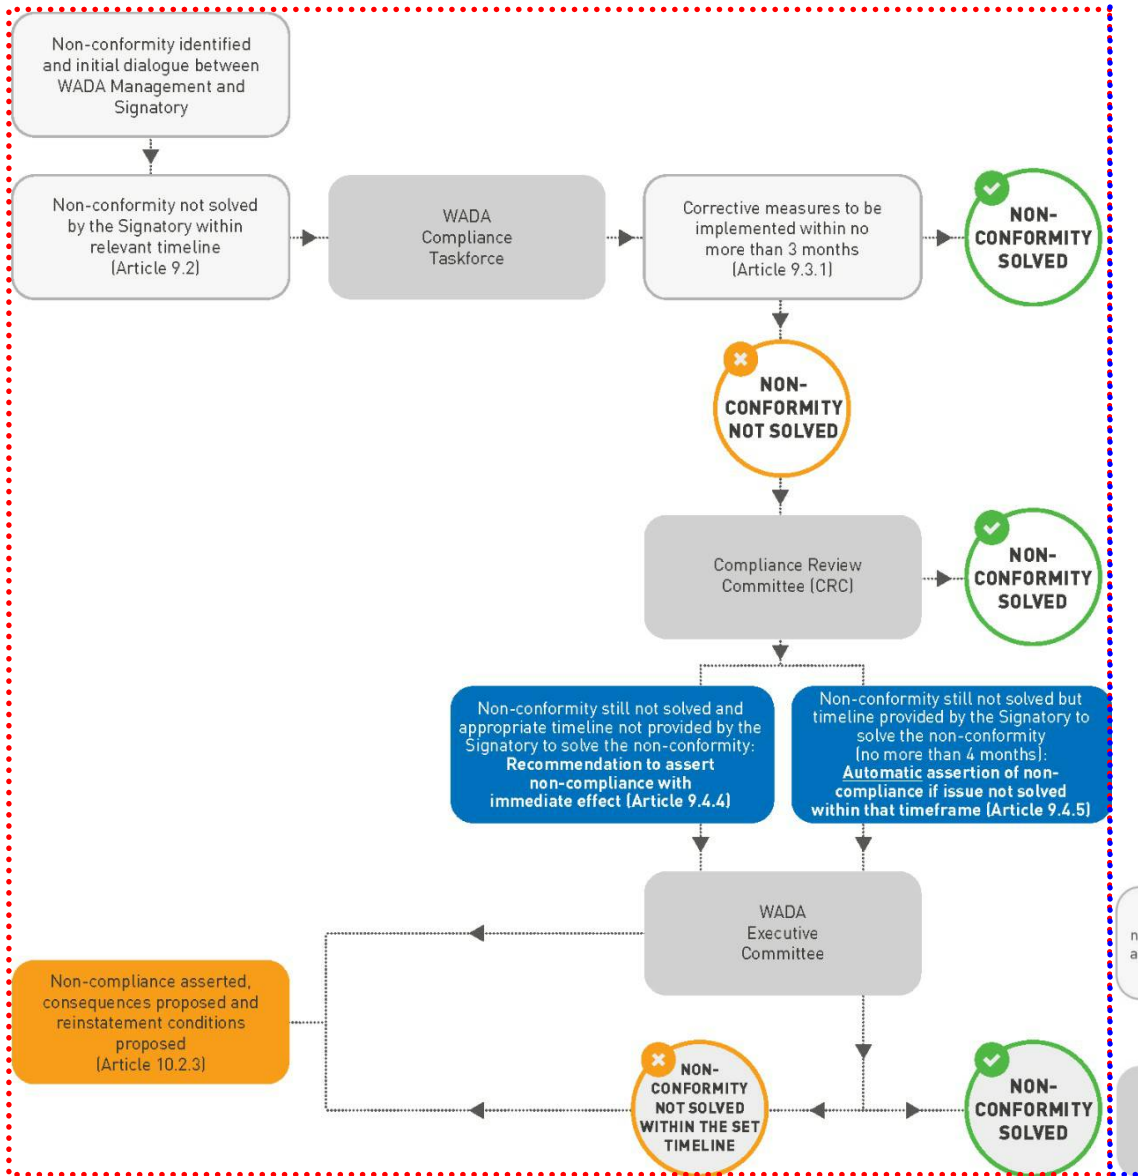 Non-conformity identified
and initial dialogue between
WADA Management and
Signatory
Non-conformity not solved
by the Signatory within
relevant timeline
(Article 9.2)
WADA
Compliance
Taskforce
Corrective measures to be
implemented within no
more than 3 months
(Article 9.3.1)
NON-
CONFORMITY
SOLVED
NON-
CONFORMITY
NOT SOLVED
Compliance Review
Committee (CRC)
NON-
CONFORMITY
SOLVED
Non-conformity still not solved and
appropriate timeline not provided by the
Signatory to solve the non-conformity:
Recommendation to assert
non-compliance with
immediate effect (Article 9.4.4)
Non-conformity still not solved but
timeline provided by the Signatory to
solve the non-conformity
(no more than 4 months):
Automatic assertion of non-
compliance if issue not solved
within that timeframe (Article 9.4.5)
WADA
Executive
Committee
Non-compliance asserted,
consequences proposed and
reinstatement conditions
proposed
(Article 10.2.3)
NON-
CONFORMITY
NOT SOLVED
WITHIN THE SET
TIMELINE
NON-
CONFORMITY
SOLVED